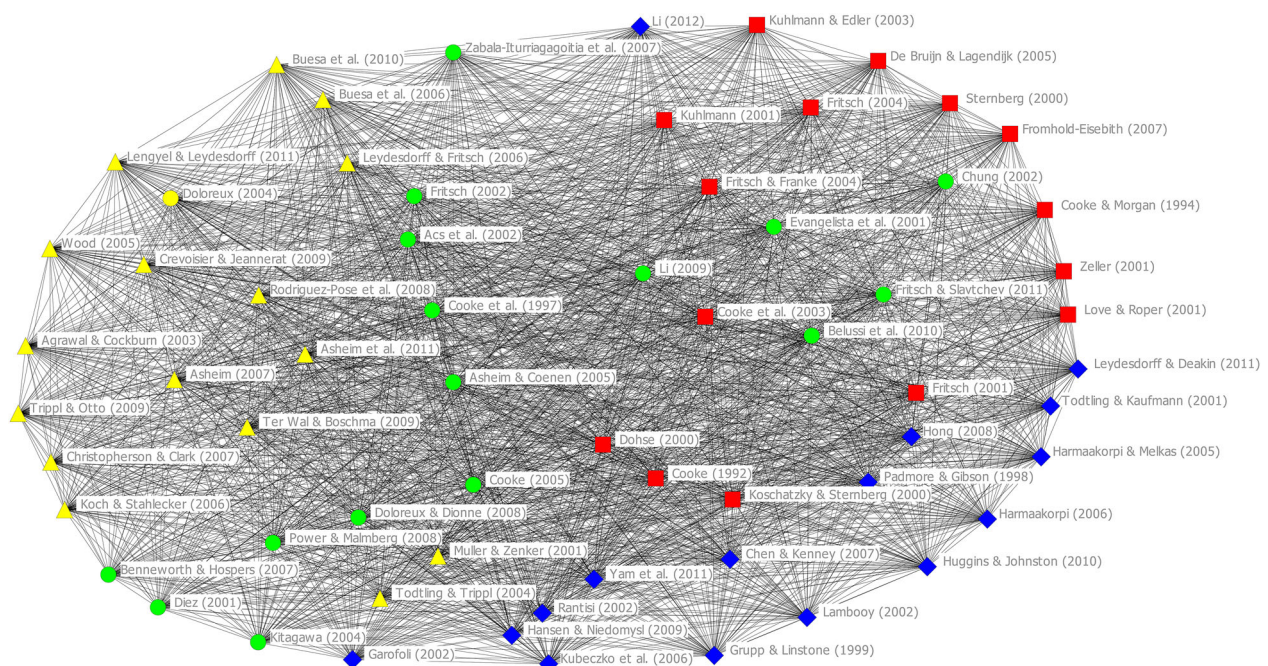 Li (2012)
Kuhlmann & Edler (2003)
Zabala-Iturriagagoitia et al. (2007)
Buesa et al. (2010)
De Bruijn & Lagendijk (2005)
Buesa et al. (2006)
Fritsch (2004)
Sternberg (2000)
Kuhlmann (2001)
Fromhold-Eisebith (2007)
Lengyel & Leydesdorff (2011)
Leydesdorff & Fritsch (2006)
Chung (2002)
Fritsch & Franke (2004)
Doloreux (2004)
Fritsch (2002)
Cooke & Morgan (1994)
Evangelista et al. (2001)
Acs et al. (2002)
Wood (2005)
Crevoisier & Jeannerat (2009)
Li (2009)
Zeller (2001)
Rodriguez-Pose et al. (2008)
Fritsch & Slavtchev (2011)
Cooke et al. (1997)
Cooke et al. (2003)
Love & Roper (2001)
Belussi et al. (2010)
Agrawal & Cockburn (2003)
Asheim et al. (2011)
Leydesdorff & Deakin (2011)
Asheim (2007)
Asheim & Coenen (2005)
Fritsch (2001)
Todtling & Kaufmann (2001)
Trippl & Otto (2009)
Ter Wal & Boschma (2009)
Hong (2008)
Dohse (2000)
Harmaakorpi & Melkas (2005)
Christopherson & Clark (2007)
Cooke (1992)
Padmore & Gibson (1998)
Cooke (2005)
Koschatzky & Sternberg (2000)
Koch & Stahlecker (2006)
Doloreux & Dionne (2008)
Harmaakorpi (2006)
Power & Malmberg (2008)
Muller & Zenker (2001)
Chen & Kenney (2007)
Huggins & Johnston (2010)
Benneworth & Hospers (2007)
Yam et al. (2011)
Todtling & Trippl (2004)
Diez (2001)
Rantisi (2002)
Lambooy (2002)
Hansen & Niedomysl (2009)
Kitagawa (2004)
Garofoli (2002)
Grupp & Linstone (1999)
Kubeczko et al. (2006)